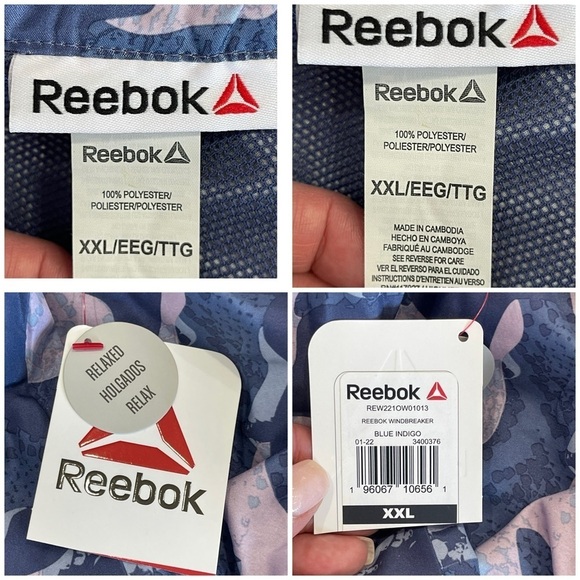 Reebok
Reebok
100% POLYESTER/
POLIESTER/POLYESTER
XXL/EEG/TTG
Reebok
Reebok
100% POLYESTER/
POLIESTER/POLYESTER
XXL/EEG/TTG
MADE IN CAMBODIA
HECHO EN CAMBOYA
FABRIQUÉ AU CAMBODGE
SEE REVERSE FOR CARE
VER EL REVERSO PARA EL CUIDADO
INSTRUCTIONS D'ENTRETIEN AU VERSO
RELAXED
HOLGADOS
RELAX
Reebok
Reebok
REW221OW01013
REEBOK WINDBREAKER
BLUE INDIGO
01-22 3400376
1 96067 10656 1
XXL